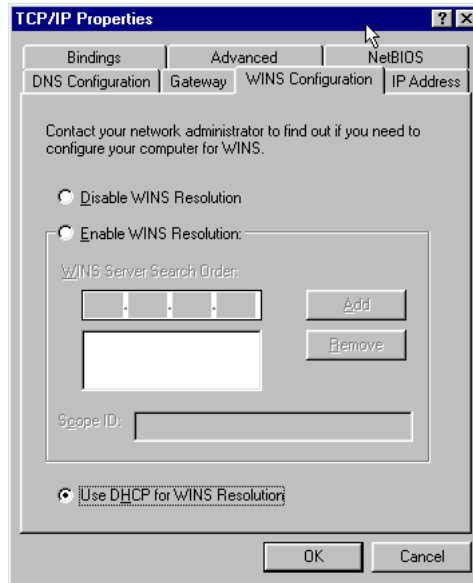 TCP/IP Properties
Bindings Advanced NetBIOS
DNS Configuration Gateway WINS Configuration IP Address
Contact your network administrator to find out if you need to
configure your computer for WINS.
Disable WINS Resolution
Enable WINS Resolution:
WINS Server Search Order:
Add
Remove
Scope ID:
Use DHCP for WINS Resolution
OK Cancel